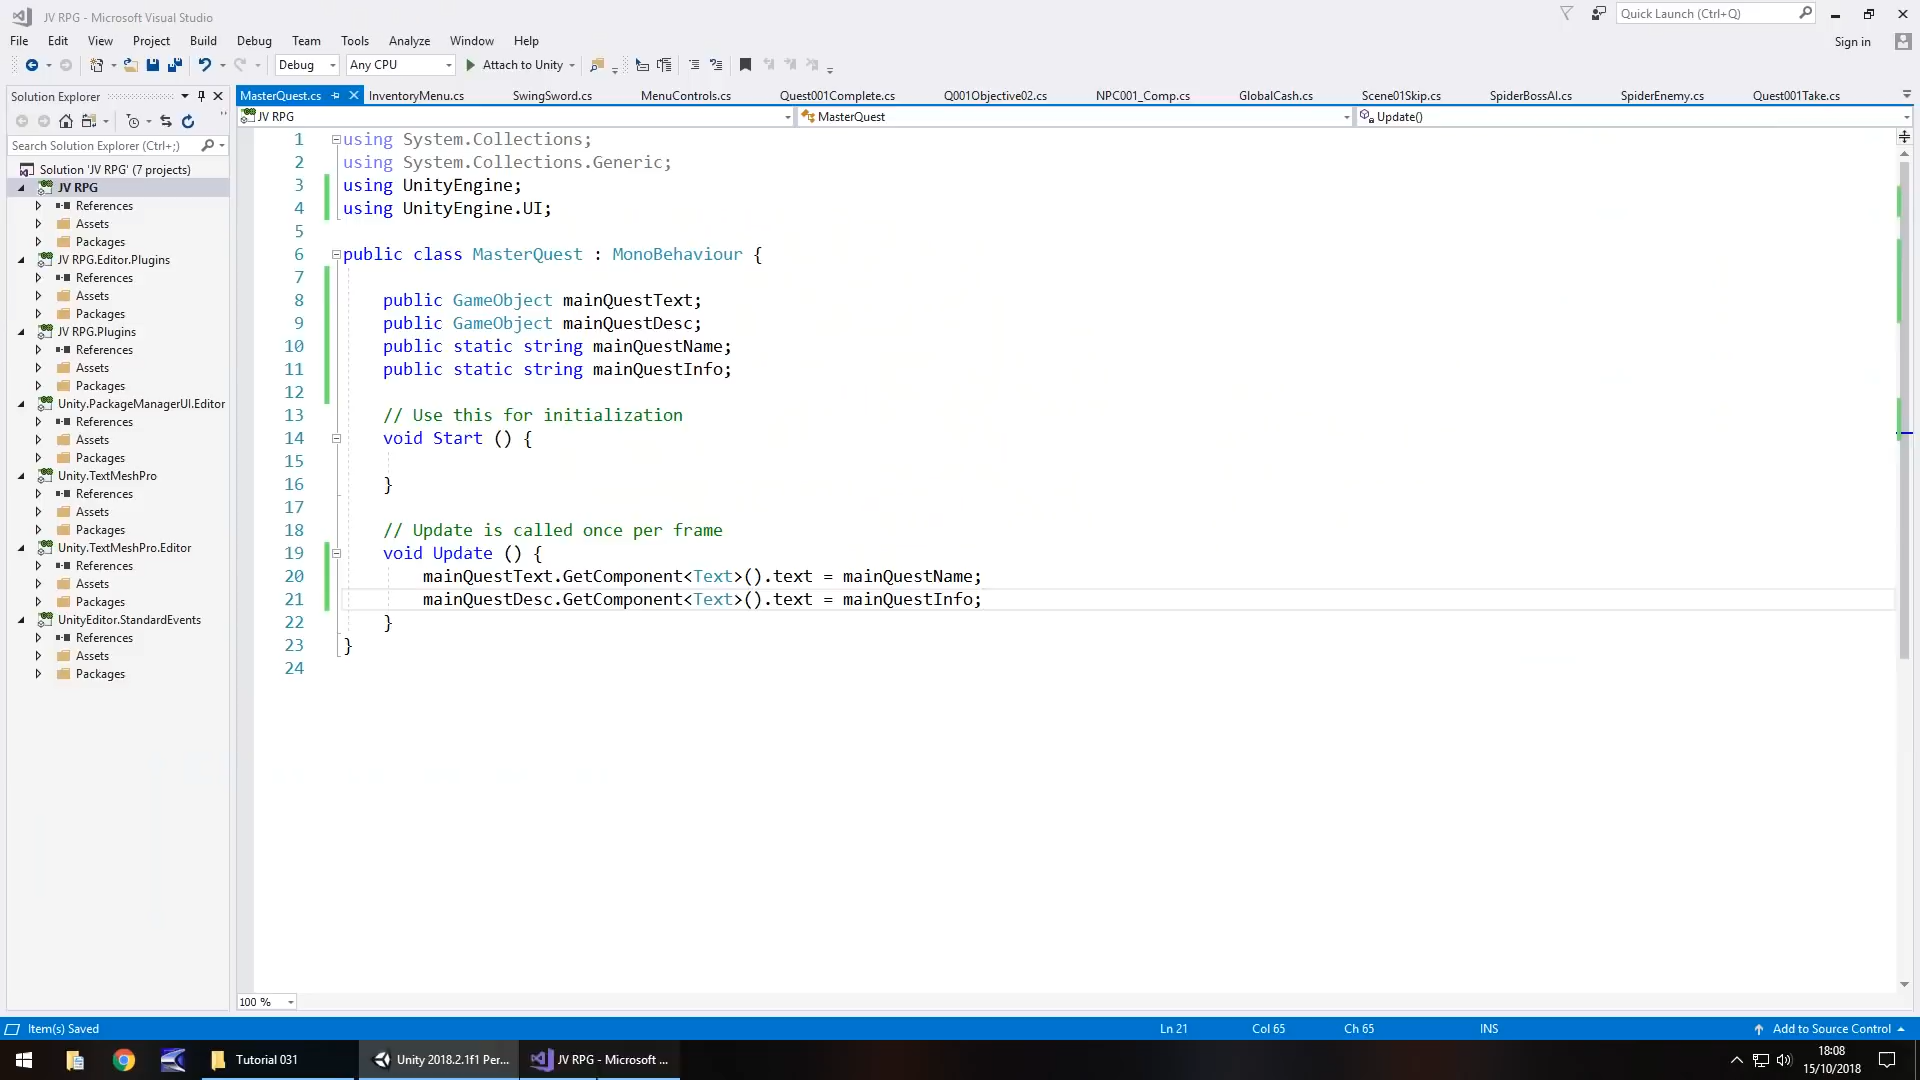 JV RPG - Microsoft Visual Studio
Quick Launch (Ctrl+Q)
File Edit View Project Build Debug Team Tools Analyze Window Help
Sign in
Debug Any CPU Attach to Unity
Solution Explorer
MasterQuest.cs InventoryMenu.cs SwingSword.cs MenuControls.cs Quest001Complete.cs Q001Objective02.cs NPC001_Comp.cs GlobalCash.cs Scene01Skip.cs SpiderBossAI.cs SpiderEnemy.cs Quest001Take.cs
JV RPG MasterQuest Update()
Search Solution Explorer (Ctrl+;)
Solution 'JV RPG' (7 projects)
JV RPG
References
Assets
Packages
JV RPG.Editor.Plugins
References
Assets
Packages
JV RPG.Plugins
References
Assets
Packages
Unity.PackageManagerUI.Editor
References
Assets
Packages
Unity.TextMeshPro
References
Assets
Packages
Unity.TextMeshPro.Editor
References
Assets
Packages
UnityEditor.StandardEvents
References
Assets
Packages
1 using System.Collections;
2 using System.Collections.Generic;
3 using UnityEngine;
4 using UnityEngine.UI;
5
6 public class MasterQuest : MonoBehaviour {
7
8 public GameObject mainQuestText;
9 public GameObject mainQuestDesc;
10 public static string mainQuestName;
11 public static string mainQuestInfo;
12
13 // Use this for initialization
14 void Start () {
15
16 }
17
18 // Update is called once per frame
19 void Update () {
20 mainQuestText.GetComponent<Text>().text = mainQuestName;
21 mainQuestDesc.GetComponent<Text>().text = mainQuestInfo;
22 }
23 }
24
100 %
Item(s) Saved Ln 21 Col 65 Ch 65 INS Add to Source Control
Tutorial 031 Unity 2018.2.1f1 Per... JV RPG - Microsoft ...
18:08
15/10/2018